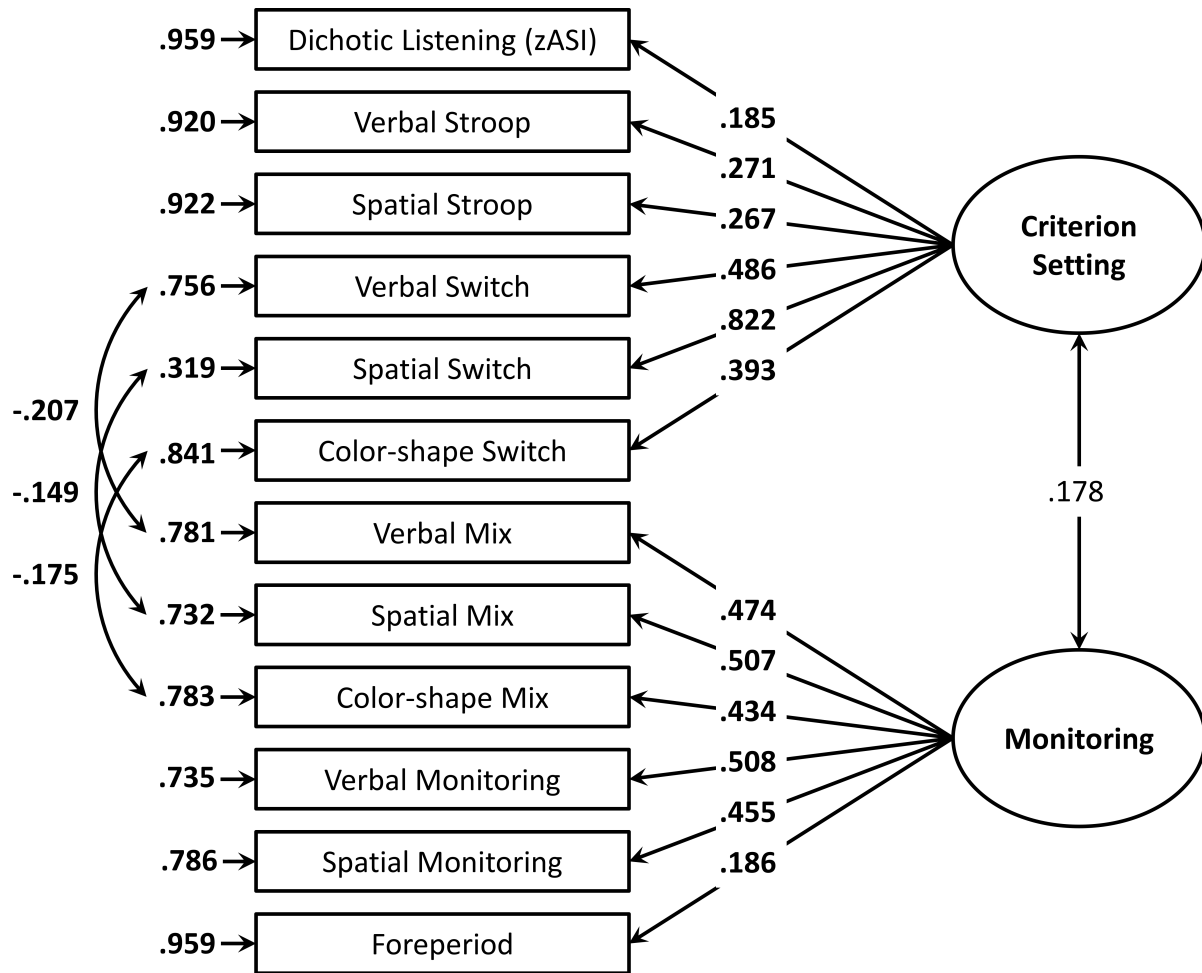 .959
Dichotic Listening (zASI)
.185
.920
Verbal Stroop
.271
.922
Spatial Stroop
.267
Criterion
Setting
.756
Verbal Switch
.486
.822
.319
Spatial Switch
.393
-.207
.841
Color-shape Switch
-.149
.178
.781
Verbal Mix
-.175
.474
.732
Spatial Mix
.507
.783
Color-shape Mix
.434
Monitoring
.735
Verbal Monitoring
.508
.455
.786
Spatial Monitoring
.186
.959
Foreperiod